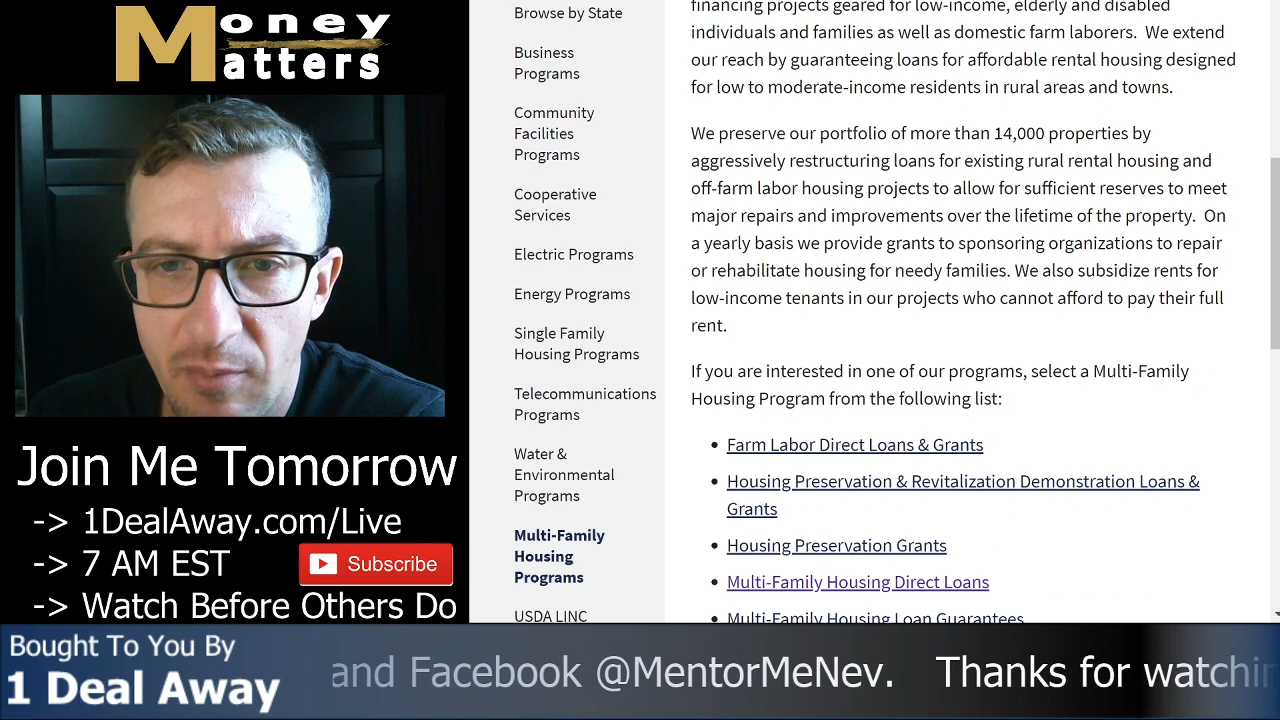 Money
Matters
Join Me Tomorrow
-> 1DealAway.com/Live
-> 7 AM EST
Subscribe
-> Watch Before Others Do
Browse by State
Business
Programs
Community
Facilities
Programs
Cooperative
Services
Electric Programs
Energy Programs
Single Family
Housing Programs
Telecommunications
Programs
Water &
Environmental
Programs
Multi-Family
Housing
Programs
USDA LINC
financing projects geared for low-income, elderly and disabled
individuals and families as well as domestic farm laborers.  We extend
our reach by guaranteeing loans for affordable rental housing designed
for low to moderate-income residents in rural areas and towns.
We preserve our portfolio of more than 14,000 properties by
aggressively restructuring loans for existing rural rental housing and
off-farm labor housing projects to allow for sufficient reserves to meet
major repairs and improvements over the lifetime of the property.  On
a yearly basis we provide grants to sponsoring organizations to repair
or rehabilitate housing for needy families. We also subsidize rents for
low-income tenants in our projects who cannot afford to pay their full
rent.
If you are interested in one of our programs, select a Multi-Family
Housing Program from the following list:
• Farm Labor Direct Loans & Grants
• Housing Preservation & Revitalization Demonstration Loans &
Grants
• Housing Preservation Grants
• Multi-Family Housing Direct Loans
• Multi-Family Housing Loan Guarantees
Bought To You By
1 Deal Away
and Facebook @MentorMeNev. Thanks for watchin